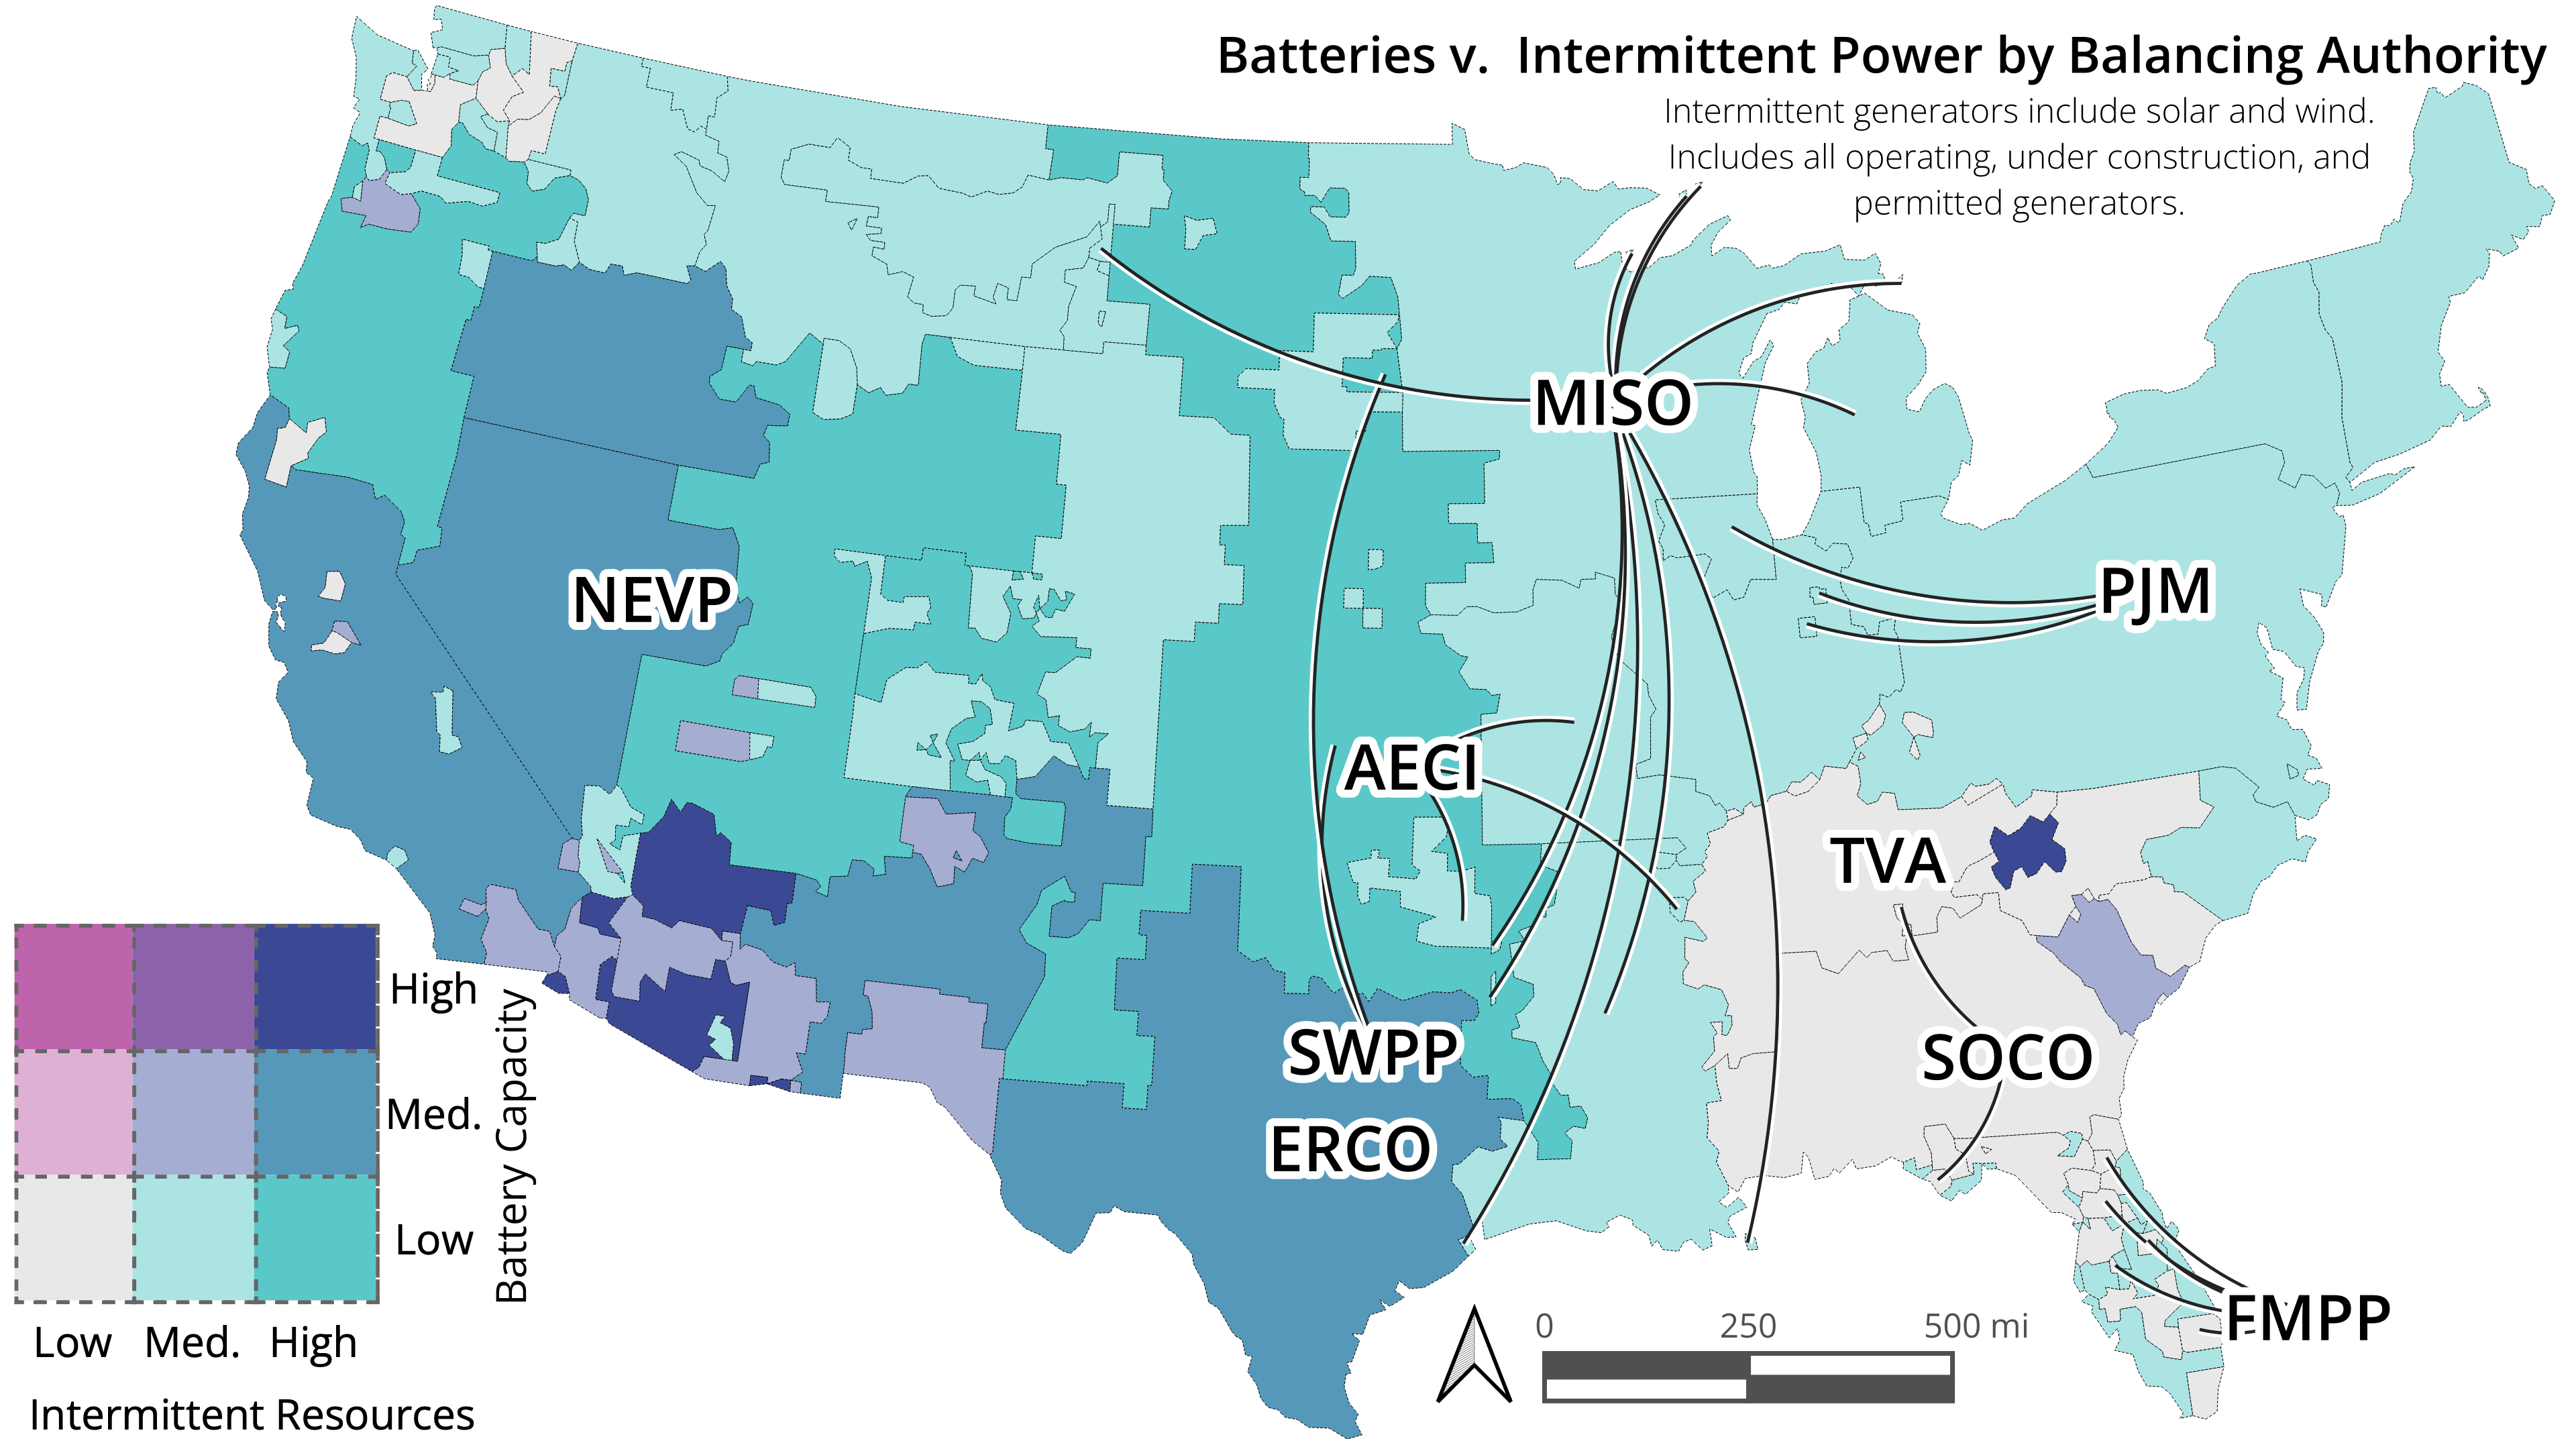 Batteries v. Intermittent Power by Balancing Authority
Intermittent generators include solar and wind.
Includes all operating, under construction, and
permitted generators.
MISO
NEVP
PJM
AECI
TVA
SWPP
SOCO
ERCO
FMPP
High
Med.
Low
Battery Capacity
Low Med. High
Intermittent Resources
0 250 500 mi